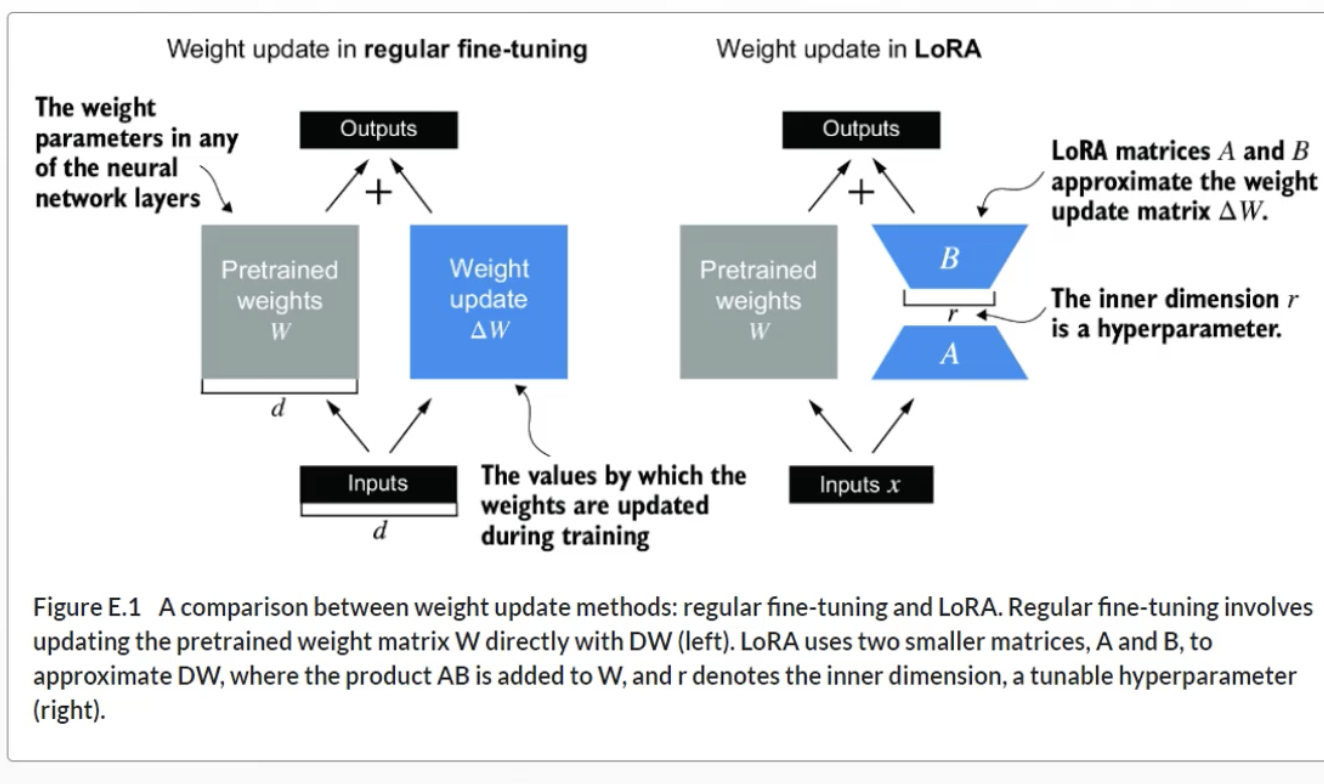 Weight update in regular fine-tuning
The weight
parameters in any
of the neural
network layers
Outputs
+
Pretrained
weights
W
Weight
update
ΔW
d
Inputs
d
The values by which the
weights are updated
during training
Weight update in LoRA
Outputs
+
LoRA matrices A and B
approximate the weight
update matrix ΔW.
Pretrained
weights
W
B
r
The inner dimension r
is a hyperparameter.
A
Inputs x
Figure E.1 A comparison between weight update methods: regular fine-tuning and LoRA. Regular fine-tuning involves
updating the pretrained weight matrix W directly with DW (left). LoRA uses two smaller matrices, A and B, to
approximate DW, where the product AB is added to W, and r denotes the inner dimension, a tunable hyperparameter
(right).